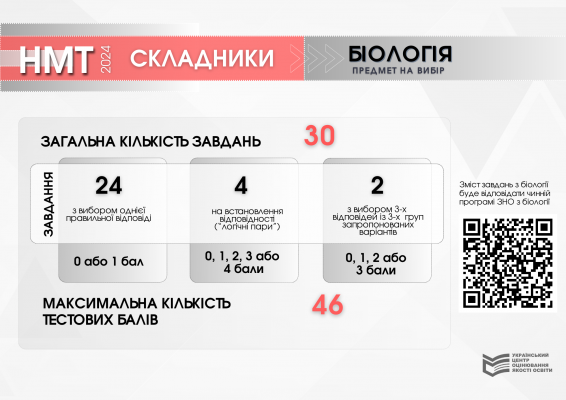 НМТ 2024 СКЛАДНИКИ
БІОЛОГІЯ
ПРЕДМЕТ НА ВИБІР
ЗАГАЛЬНА КІЛЬКІСТЬ ЗАВДАНЬ 30
ЗАВДАННЯ
24
з вибором однієї
правильної відповіді
0 або 1 бал
4
на встановлення
відповідності
("логічні пари")
0, 1, 2, 3 або
4 бали
2
з вибором 3-х
відповідей із 3-х груп
запропонованих
варіантів
0, 1, 2 або
3 бали
МАКСИМАЛЬНА КІЛЬКІСТЬ
ТЕСТОВИХ БАЛІВ
46
Зміст завдань з біології
буде відповідати чинній
програмі ЗНО з біології
УКРАЇНСЬКИЙ
ЦЕНТР
ОЦІНЮВАННЯ
ЯКОСТІ ОСВІТИ